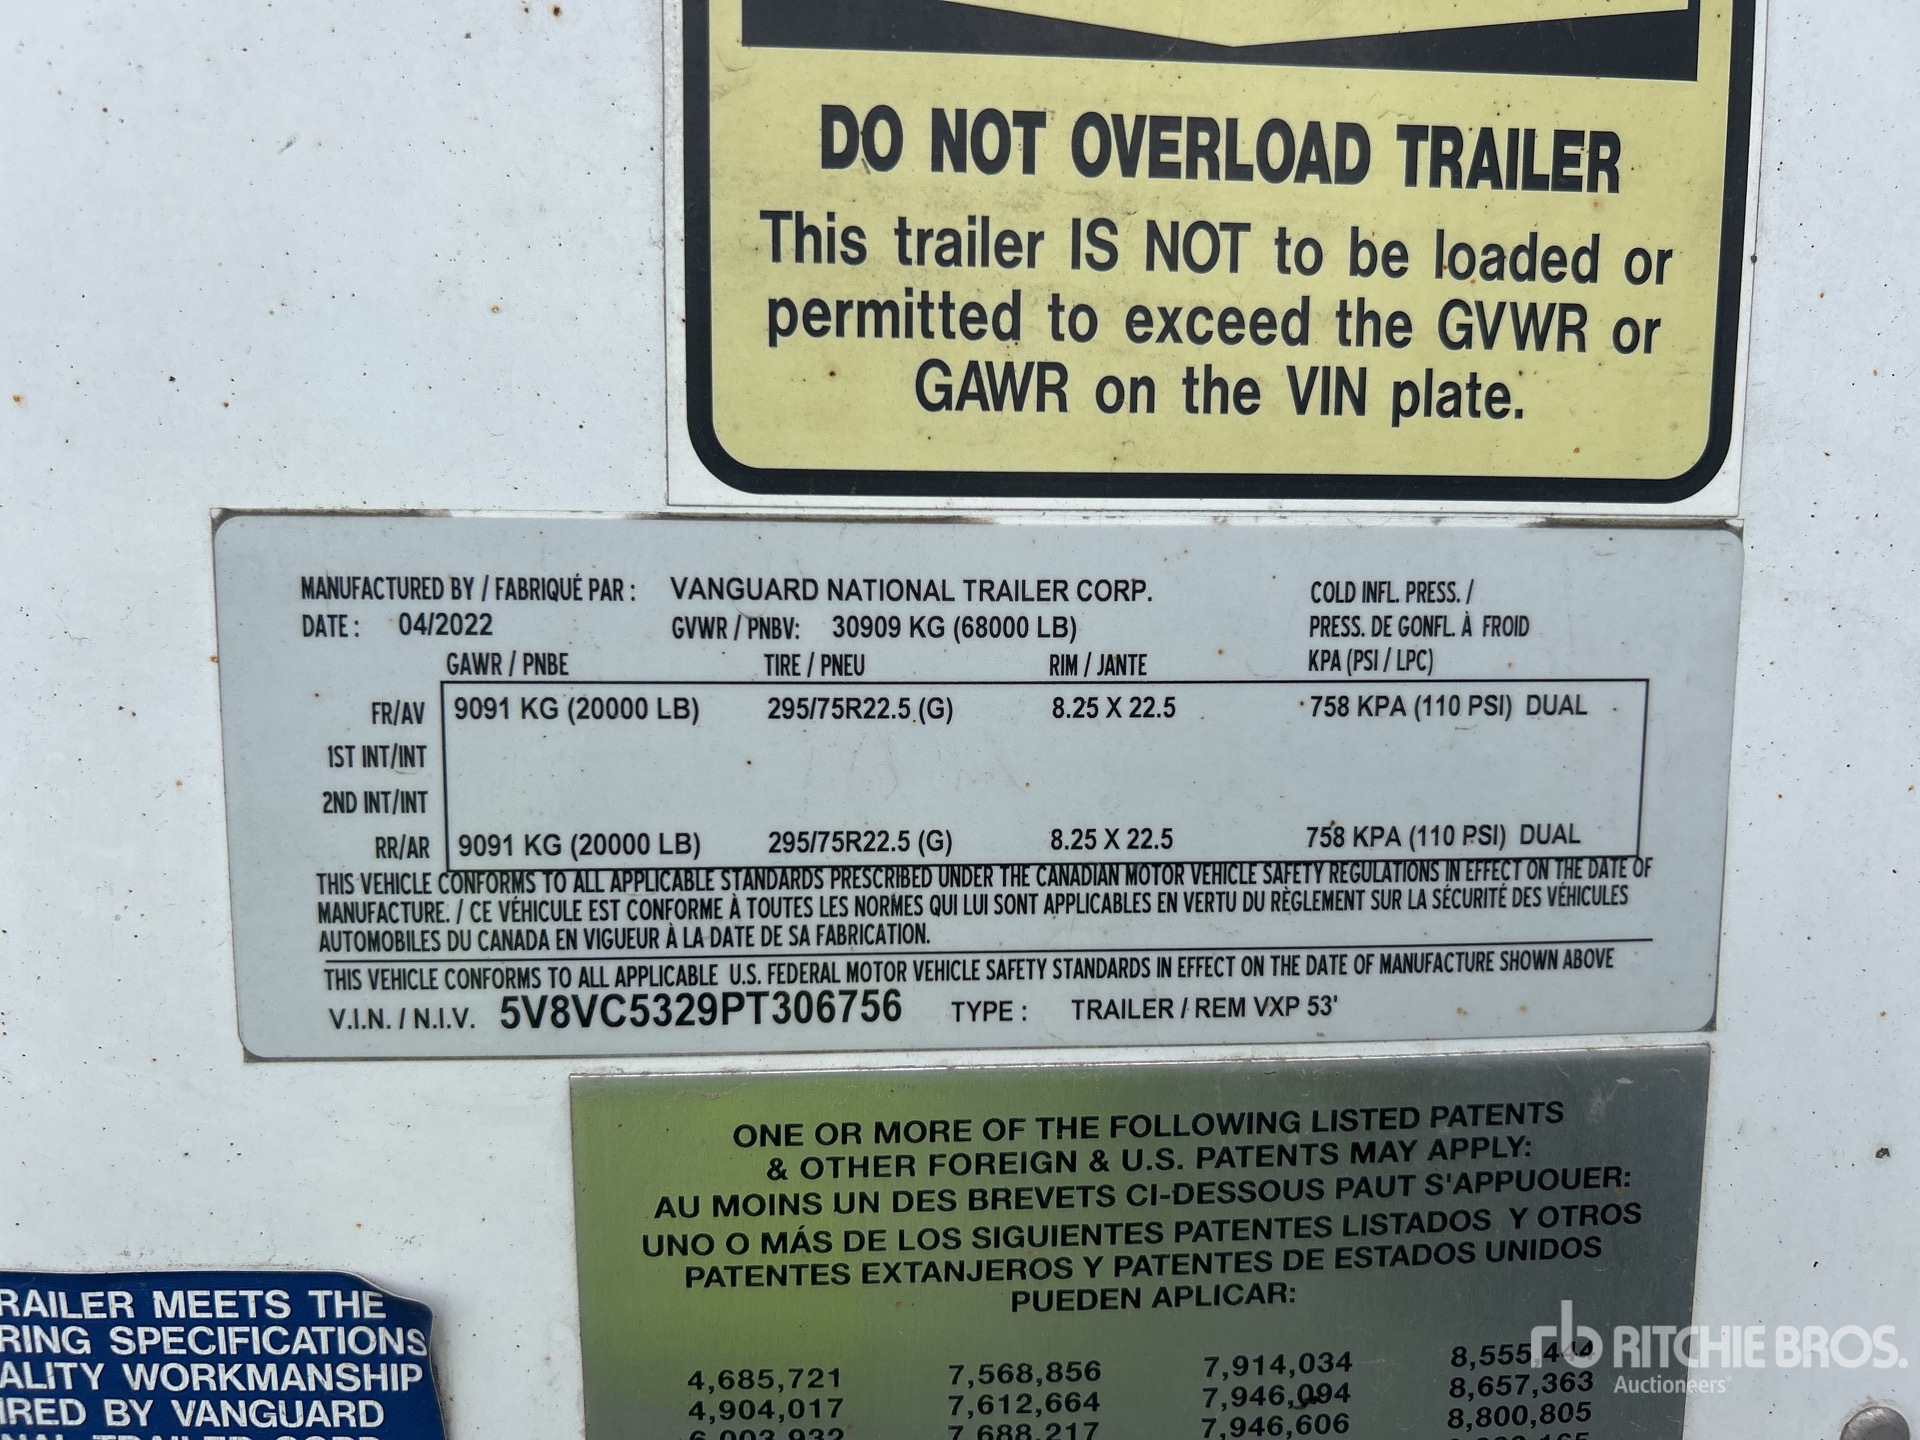 DO NOT OVERLOAD TRAILER
This trailer IS NOT to be loaded or
permitted to exceed the GVWR or
GAWR on the VIN plate.
MANUFACTURED BY / FABRIQUÉ PAR : VANGUARD NATIONAL TRAILER CORP. COLD INFL. PRESS. /
DATE : 04/2022 GVWR / PNBV: 30909 KG (68000 LB) PRESS. DE GONFL. À FROID
GAWR / PNBE TIRE / PNEU RIM / JANTE KPA (PSI / LPC)
FR/AV 9091 KG (20000 LB) 295/75R22.5 (G) 8.25 X 22.5 758 KPA (110 PSI) DUAL
1ST INT/INT
2ND INT/INT
RR/AR 9091 KG (20000 LB) 295/75R22.5 (G) 8.25 X 22.5 758 KPA (110 PSI) DUAL
THIS VEHICLE CONFORMS TO ALL APPLICABLE STANDARDS PRESCRIBED UNDER THE CANADIAN MOTOR VEHICLE SAFETY REGULATIONS IN EFFECT ON THE DATE OF
MANUFACTURE. / CE VÉHICULE EST CONFORME À TOUTES LES NORMES QUI LUI SONT APPLICABLES EN VERTU DU RÈGLEMENT SUR LA SÉCURITÉ DES VÉHICULES
AUTOMOBILES DU CANADA EN VIGUEUR À LA DATE DE SA FABRICATION.
THIS VEHICLE CONFORMS TO ALL APPLICABLE U.S. FEDERAL MOTOR VEHICLE SAFETY STANDARDS IN EFFECT ON THE DATE OF MANUFACTURE SHOWN ABOVE
V.I.N. / N.I.V. 5V8VC5329PT306756 TYPE : TRAILER / REM VXP 53'
ONE OR MORE OF THE FOLLOWING LISTED PATENTS
& OTHER FOREIGN & U.S. PATENTS MAY APPLY:
AU MOINS UN DES BREVETS CI-DESSOUS PAUT S'APPUOUER:
UNO O MÁS DE LOS SIGUIENTES PATENTES LISTADOS Y OTROS
PATENTES EXTANJEROS Y PATENTES DE ESTADOS UNIDOS
PUEDEN APLICAR:
4,685,721 7,568,856 7,914,034 8,555,444
4,904,017 7,612,664 7,946,094 8,657,363
6,003,932 7,688,217 7,946,606 8,800,805
RAILER MEETS THE
RING SPECIFICATIONS
ALITY WORKMANSHIP
IRED BY VANGUARD
rb RITCHIE BROS.
Auctioneers